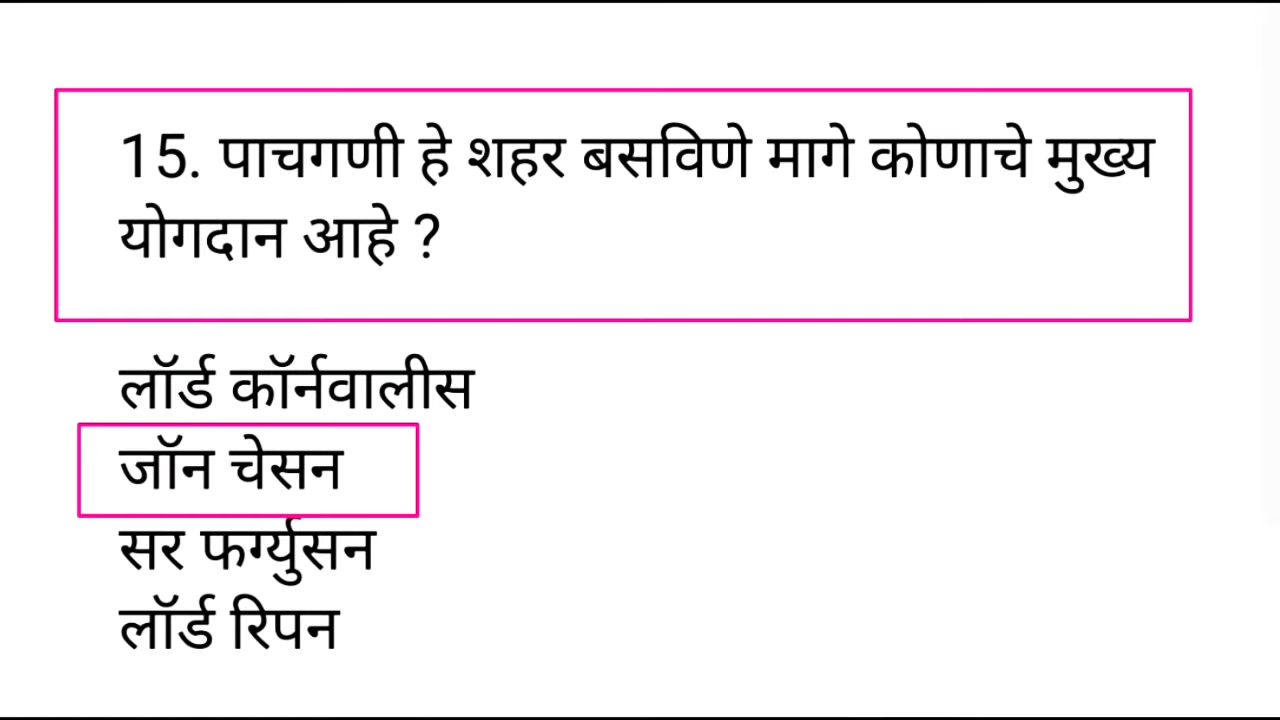 15. पाचगणी हे शहर बसविणे मागे कोणाचे मुख्य
योगदान आहे ?
लॉर्ड कॉर्नवालीस
जॉन चेसन
सर फर्ग्युसन
लॉर्ड रिपन